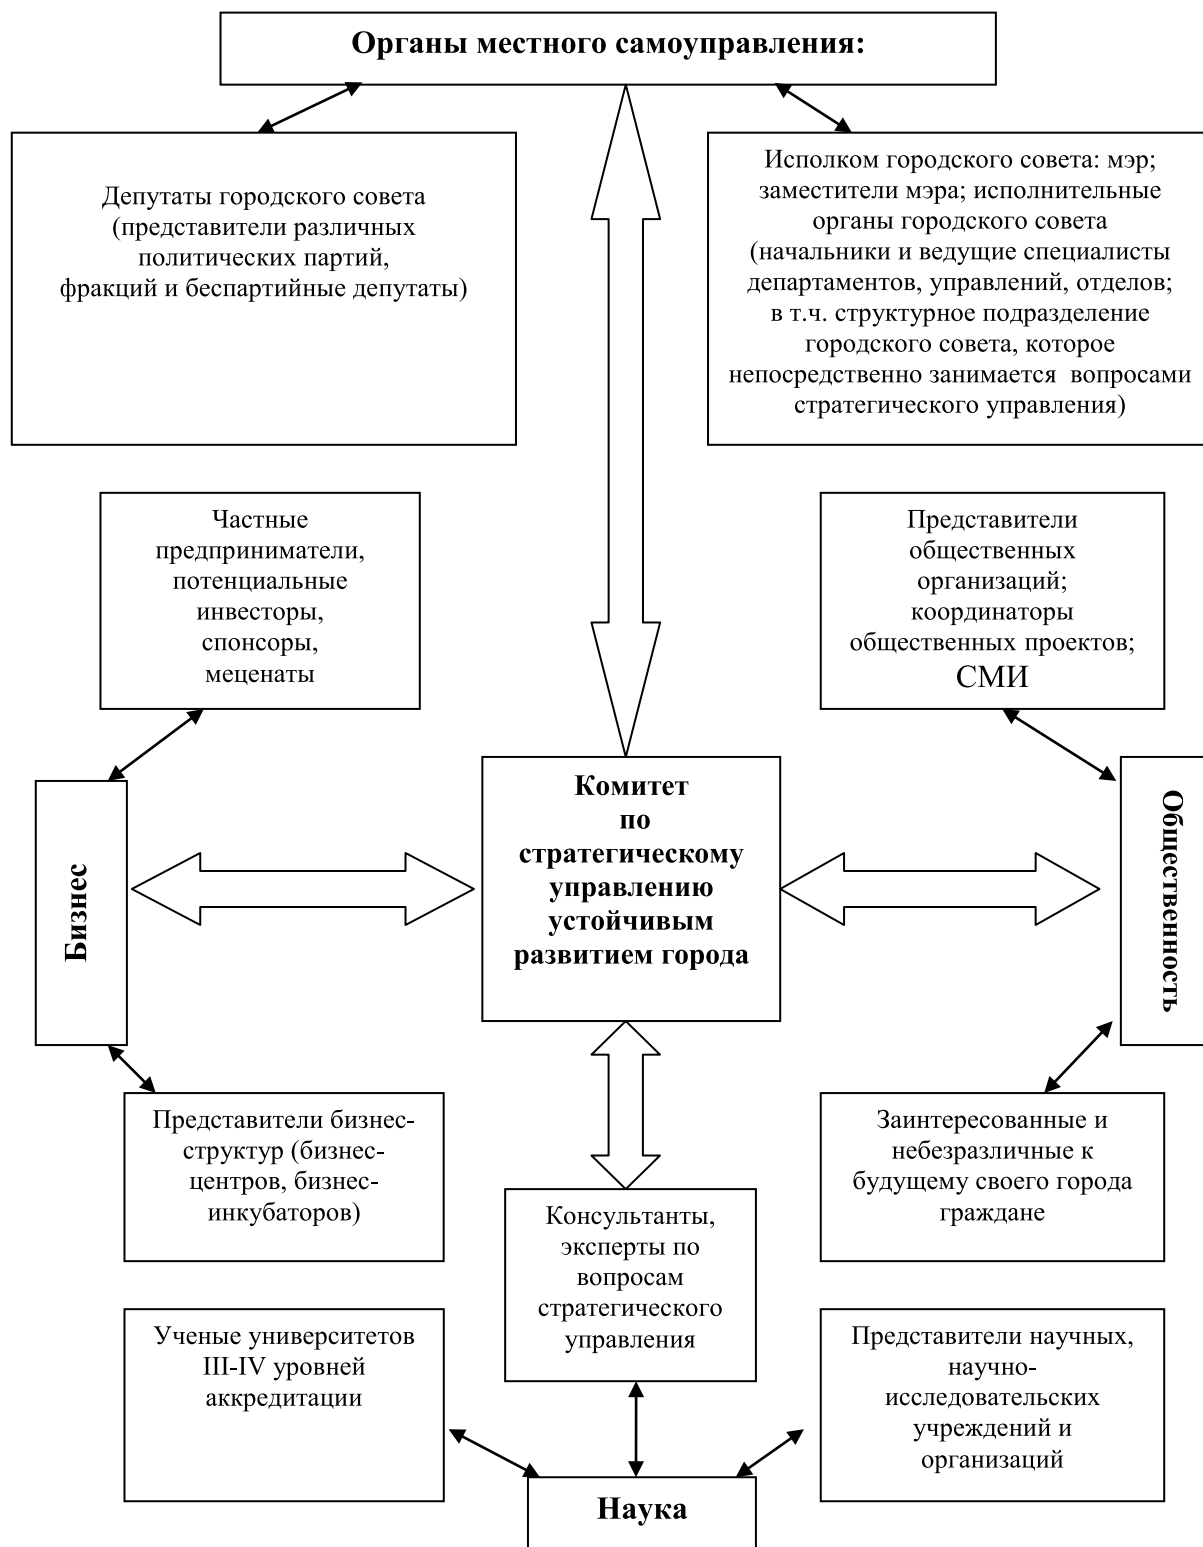 Органы местного самоуправления:
Депутаты городского совета
(представители различных
политических партий,
фракций и беспартийные депутаты)
Исполком городского совета: мэр;
заместители мэра; исполнительные
органы городского совета
(начальники и ведущие специалисты
департаментов, управлений, отделов;
в т.ч. структурное подразделение
городского совета, которое
непосредственно занимается вопросами
стратегического управления)
Частные
предприниматели,
потенциальные
инвесторы,
спонсоры,
меценаты
Представители
общественных
организаций;
координаторы
общественных проектов;
СМИ
Бизнес
Комитет
по
стратегическому
управлению
устойчивым
развитием города
Общественность
Представители бизнес-
структур (бизнес-
центров, бизнес-
инкубаторов)
Консультанты,
эксперты по
вопросам
стратегического
управления
Заинтересованные и
небезразличные к
будущему своего города
граждане
Ученые университетов
III-IV уровней
аккредитации
Представители научных,
научно-
исследовательских
учреждений и
организаций
Наука